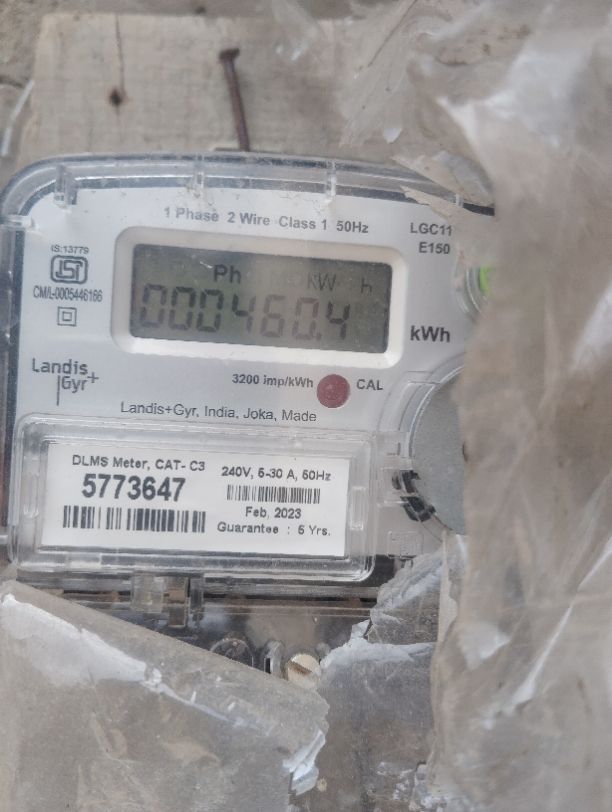 1 Phase 2 Wire Class 1 50Hz
LGC11
E150
IS:13779
ISI
CM/L-0005446166
Ph kW h
000460.4
kWh
Landis
Gyr+
3200 imp/kWh CAL
Landis+Gyr, India, Joka, Made
DLMS Meter, CAT- C3
5773647
240V, 5-30 A, 50Hz
Feb, 2023
Guarantee : 5 Yrs.